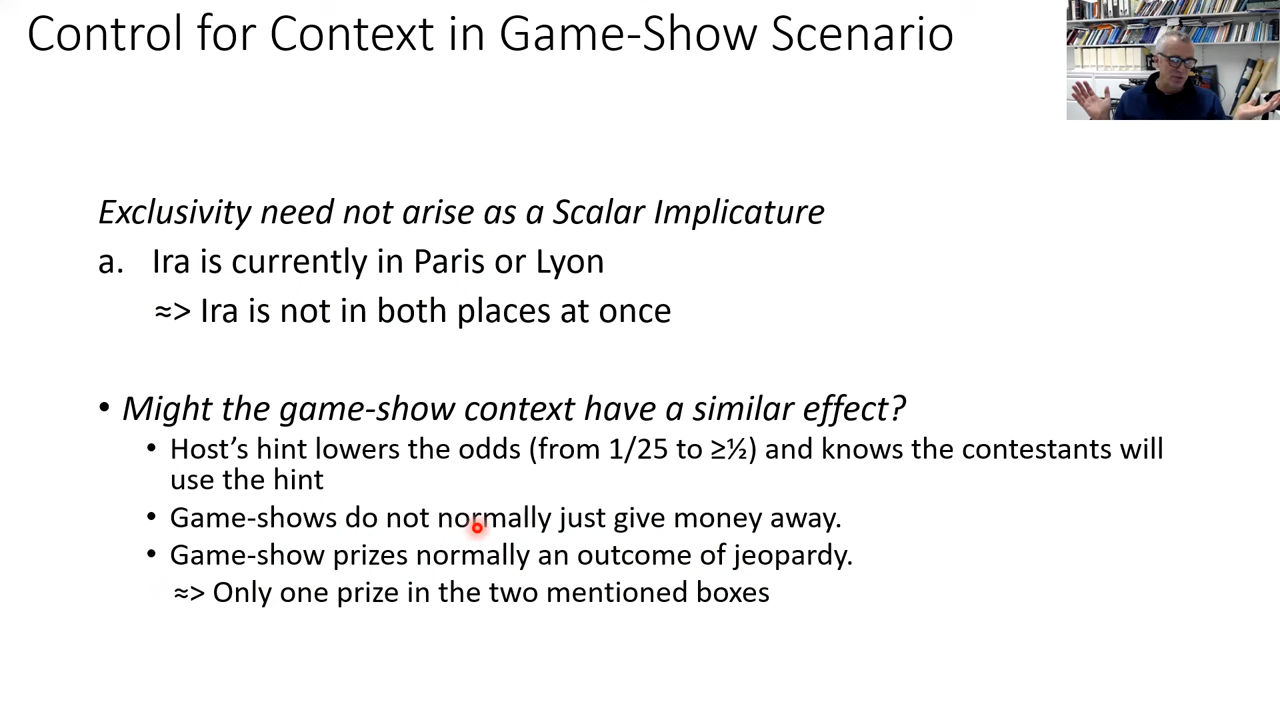 Control for Context in Game-Show Scenario
Exclusivity need not arise as a Scalar Implicature
a. Ira is currently in Paris or Lyon
≈> Ira is not in both places at once
• Might the game-show context have a similar effect?
• Host’s hint lowers the odds (from 1/25 to ≥½) and knows the contestants will
use the hint
• Game-shows do not normally just give money away.
• Game-show prizes normally an outcome of jeopardy.
≈> Only one prize in the two mentioned boxes